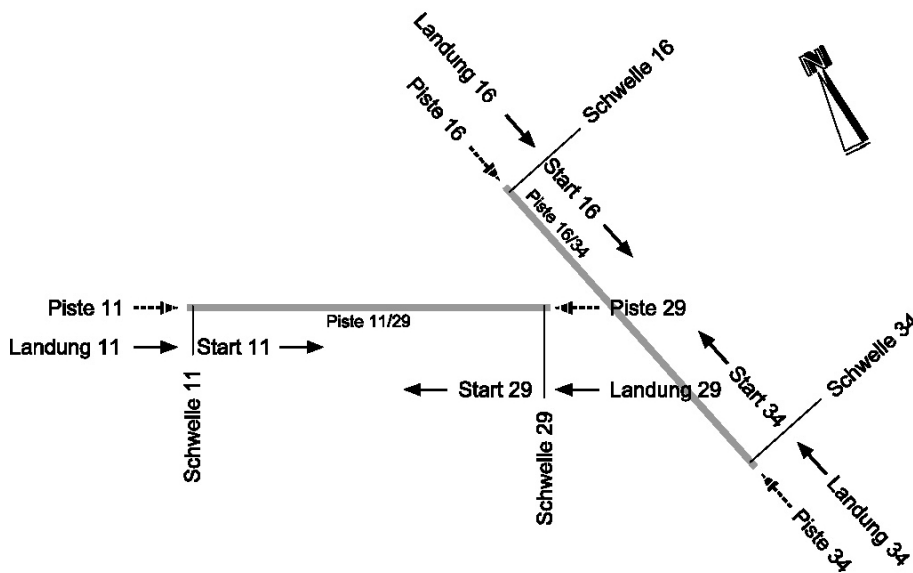 Landung 16
Piste 16
Schwelle 16
N
Start 16
Piste 16/34
Piste 11
Piste 11/29
Piste 29
Landung 11
Start 11
Schwelle 11
Start 29
Landung 29
Schwelle 29
Start 34
Schwelle 34
Landung 34
Piste 34